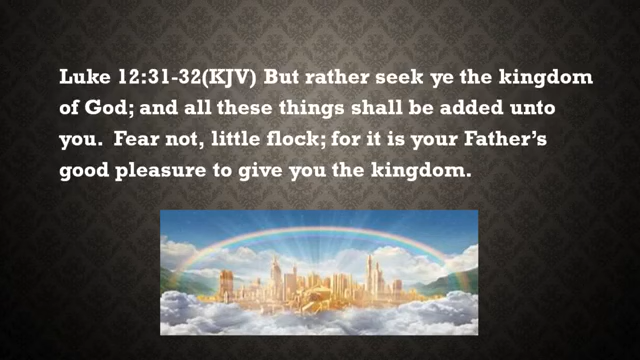 Luke 12:31-32(KJV) But rather seek ye the kingdom
of God; and all these things shall be added unto
you.  Fear not, little flock; for it is your Father’s
good pleasure to give you the kingdom.